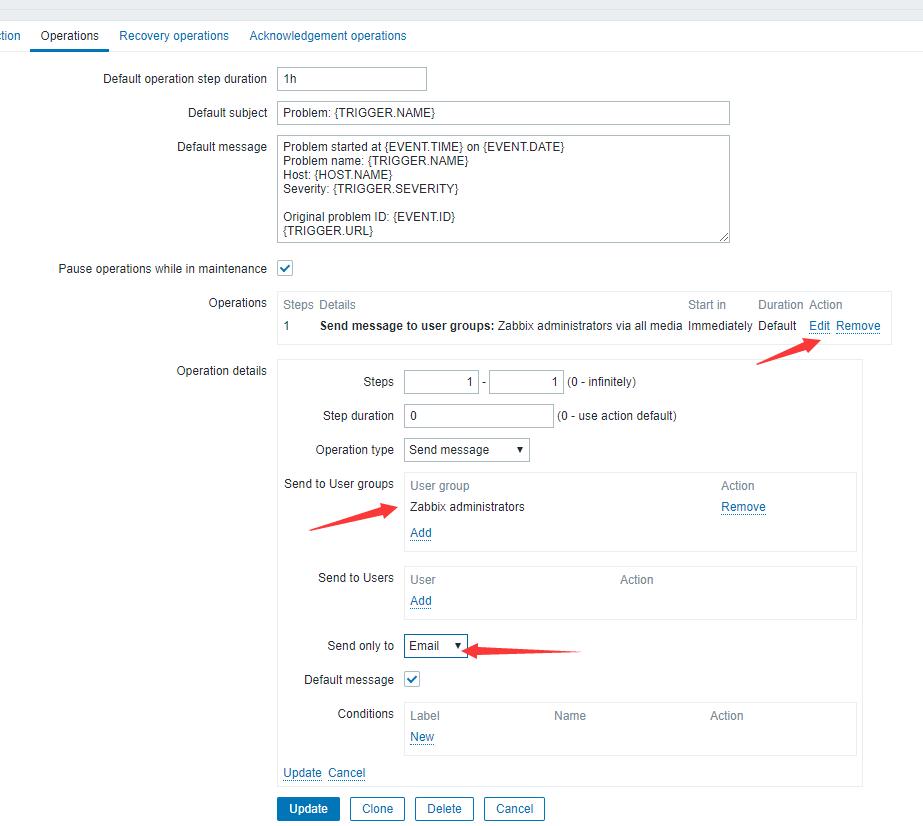 tion Operations Recovery operations Acknowledgement operations
Default operation step duration 1h
Default subject Problem: {TRIGGER.NAME}
Default message Problem started at {EVENT.TIME} on {EVENT.DATE}
Problem name: {TRIGGER.NAME}
Host: {HOST.NAME}
Severity: {TRIGGER.SEVERITY}
Original problem ID: {EVENT.ID}
{TRIGGER.URL}
Pause operations while in maintenance
Operations Steps Details Start in Duration Action
1 Send message to user groups: Zabbix administrators via all media Immediately Default Edit Remove
Operation details
Steps 1 - 1 (0 - infinitely)
Step duration 0 (0 - use action default)
Operation type Send message
Send to User groups User group Action
Zabbix administrators Remove
Add
Send to Users User Action
Add
Send only to Email
Default message
Conditions Label Name Action
New
Update Cancel
Update Clone Delete Cancel